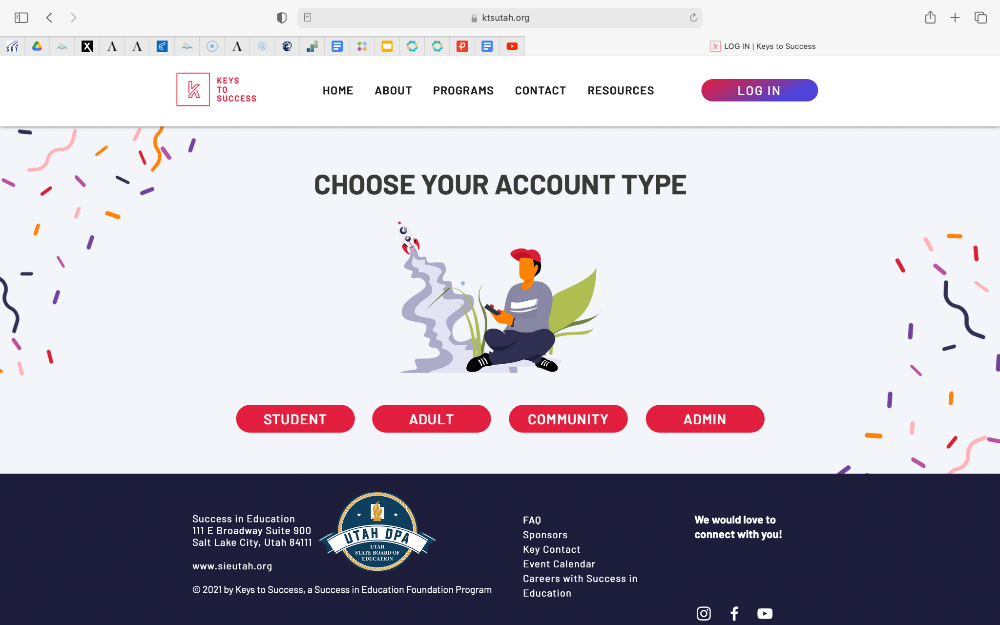 ktsutah.org
SKY
LOG IN | Keys to Success
KEYS
TO
SUCCESS
HOME
ABOUT
PROGRAMS
CONTACT
RESOURCES
LOG IN
CHOOSE YOUR ACCOUNT TYPE
STUDENT
ADULT
COMMUNITY
ADMIN
Success in Education
111 E Broadway Suite 900
Salt Lake City, Utah 84111
www.sieutah.org
© 2021 by Keys to Success, a Success in Education Foundation Program
UTAH DPA
UTAH
STATE BOARD OF
EDUCATION
FAQ
Sponsors
Key Contact
Event Calendar
Careers with Success in
Education
We would love to
connect with you!